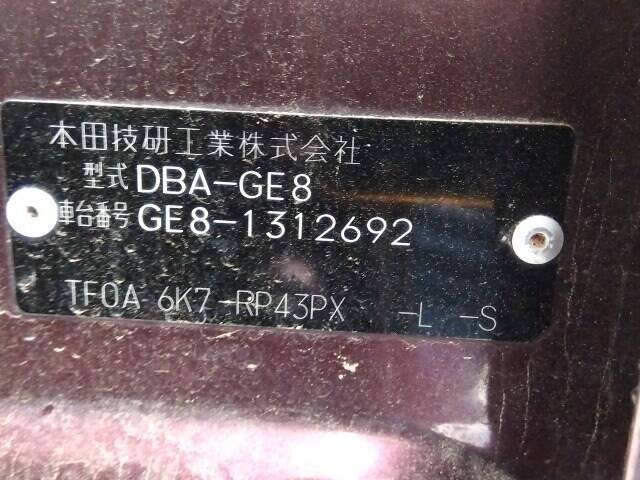 本田技研工業株式会社
型式 DBA-GE8
車台番号 GE8-1312692
TF0A 6K7-RP43PX -L -S